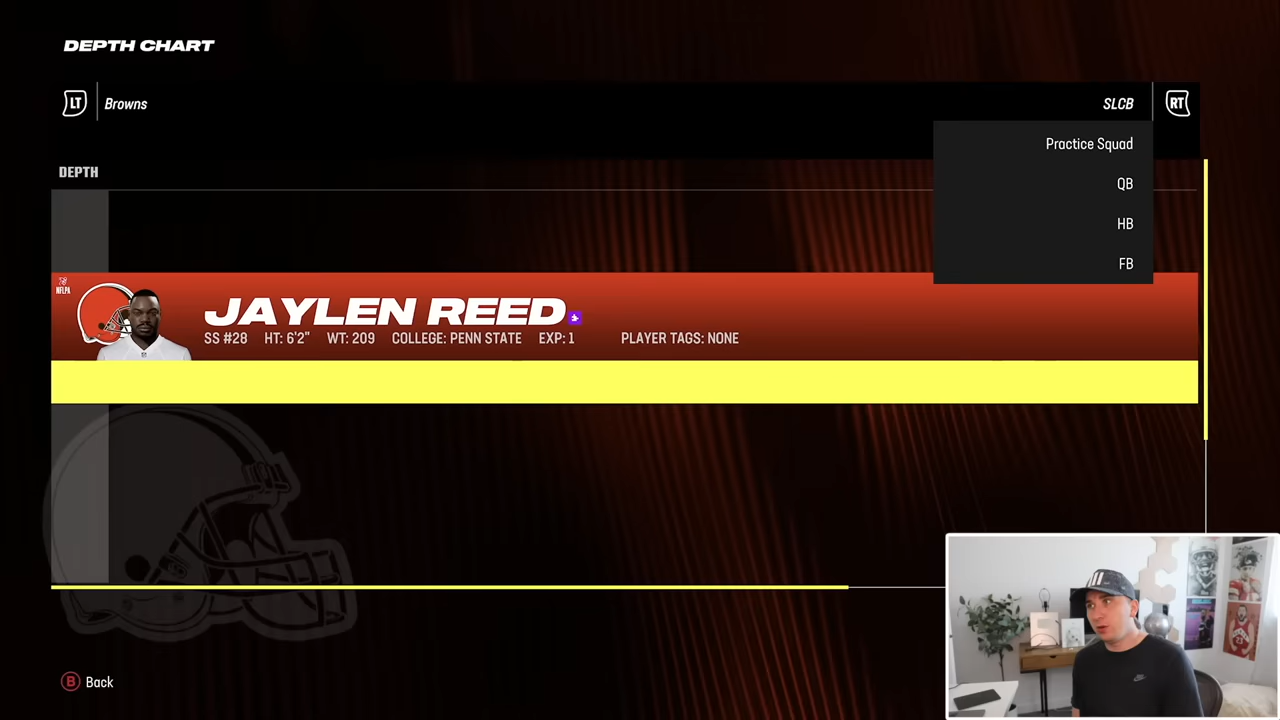 DEPTH CHART
LT Browns SLCB RT
Practice Squad
DEPTH
QB
HB
FB
NFLPA
JAYLEN REED
SS #28 HT: 6'2" WT: 209 COLLEGE: PENN STATE EXP: 1 PLAYER TAGS: NONE
B Back